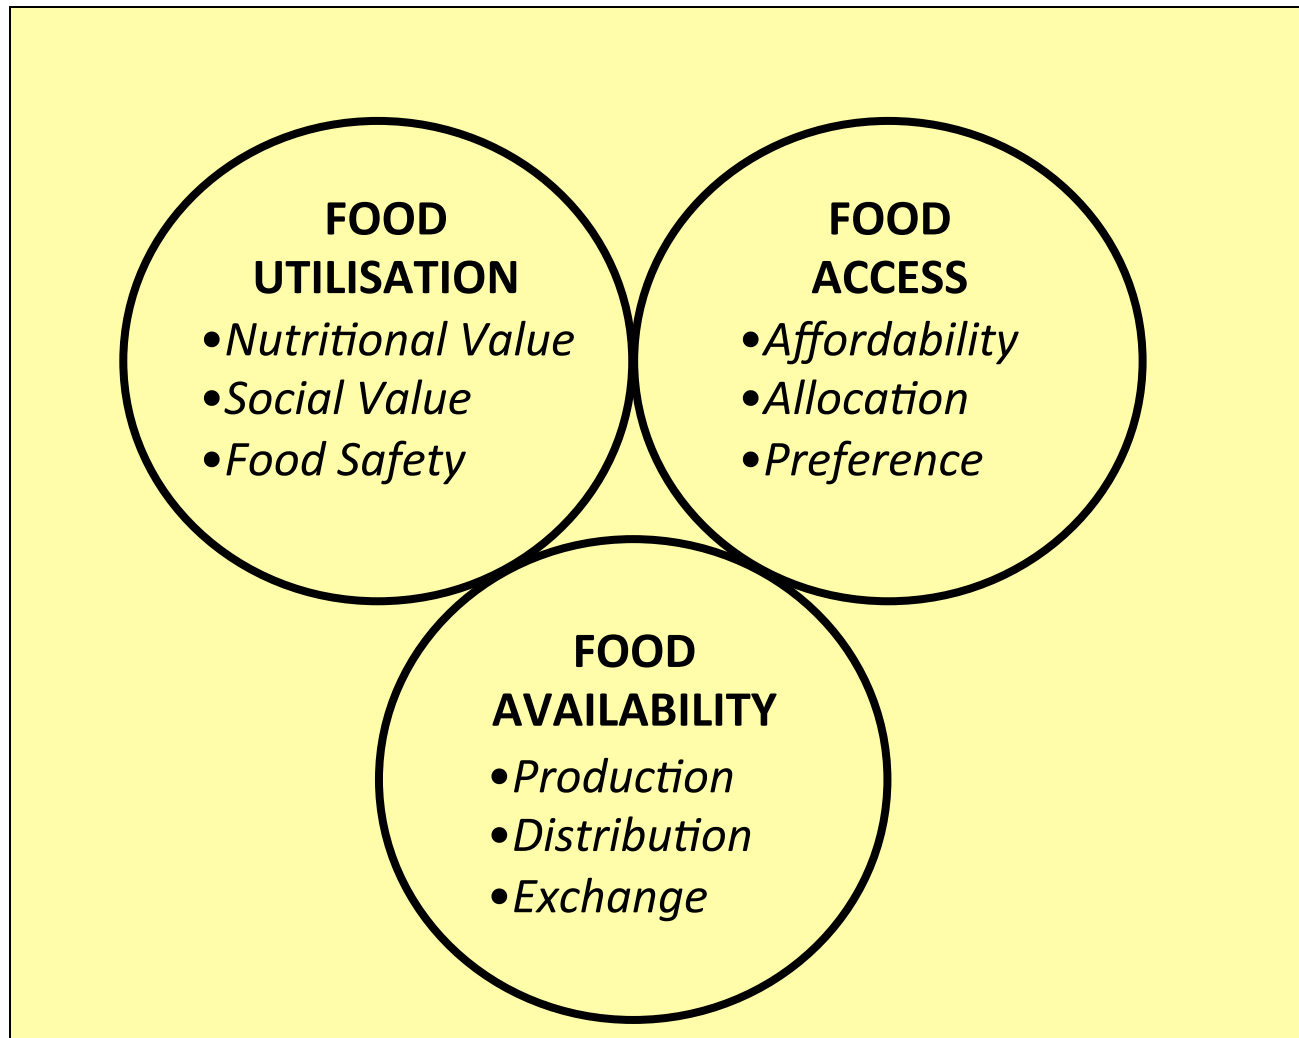 FOOD
UTILISATION
•Nutritional Value
•Social Value
•Food Safety
FOOD
ACCESS
•Affordability
•Allocation
•Preference
FOOD
AVAILABILITY
•Production
•Distribution
•Exchange